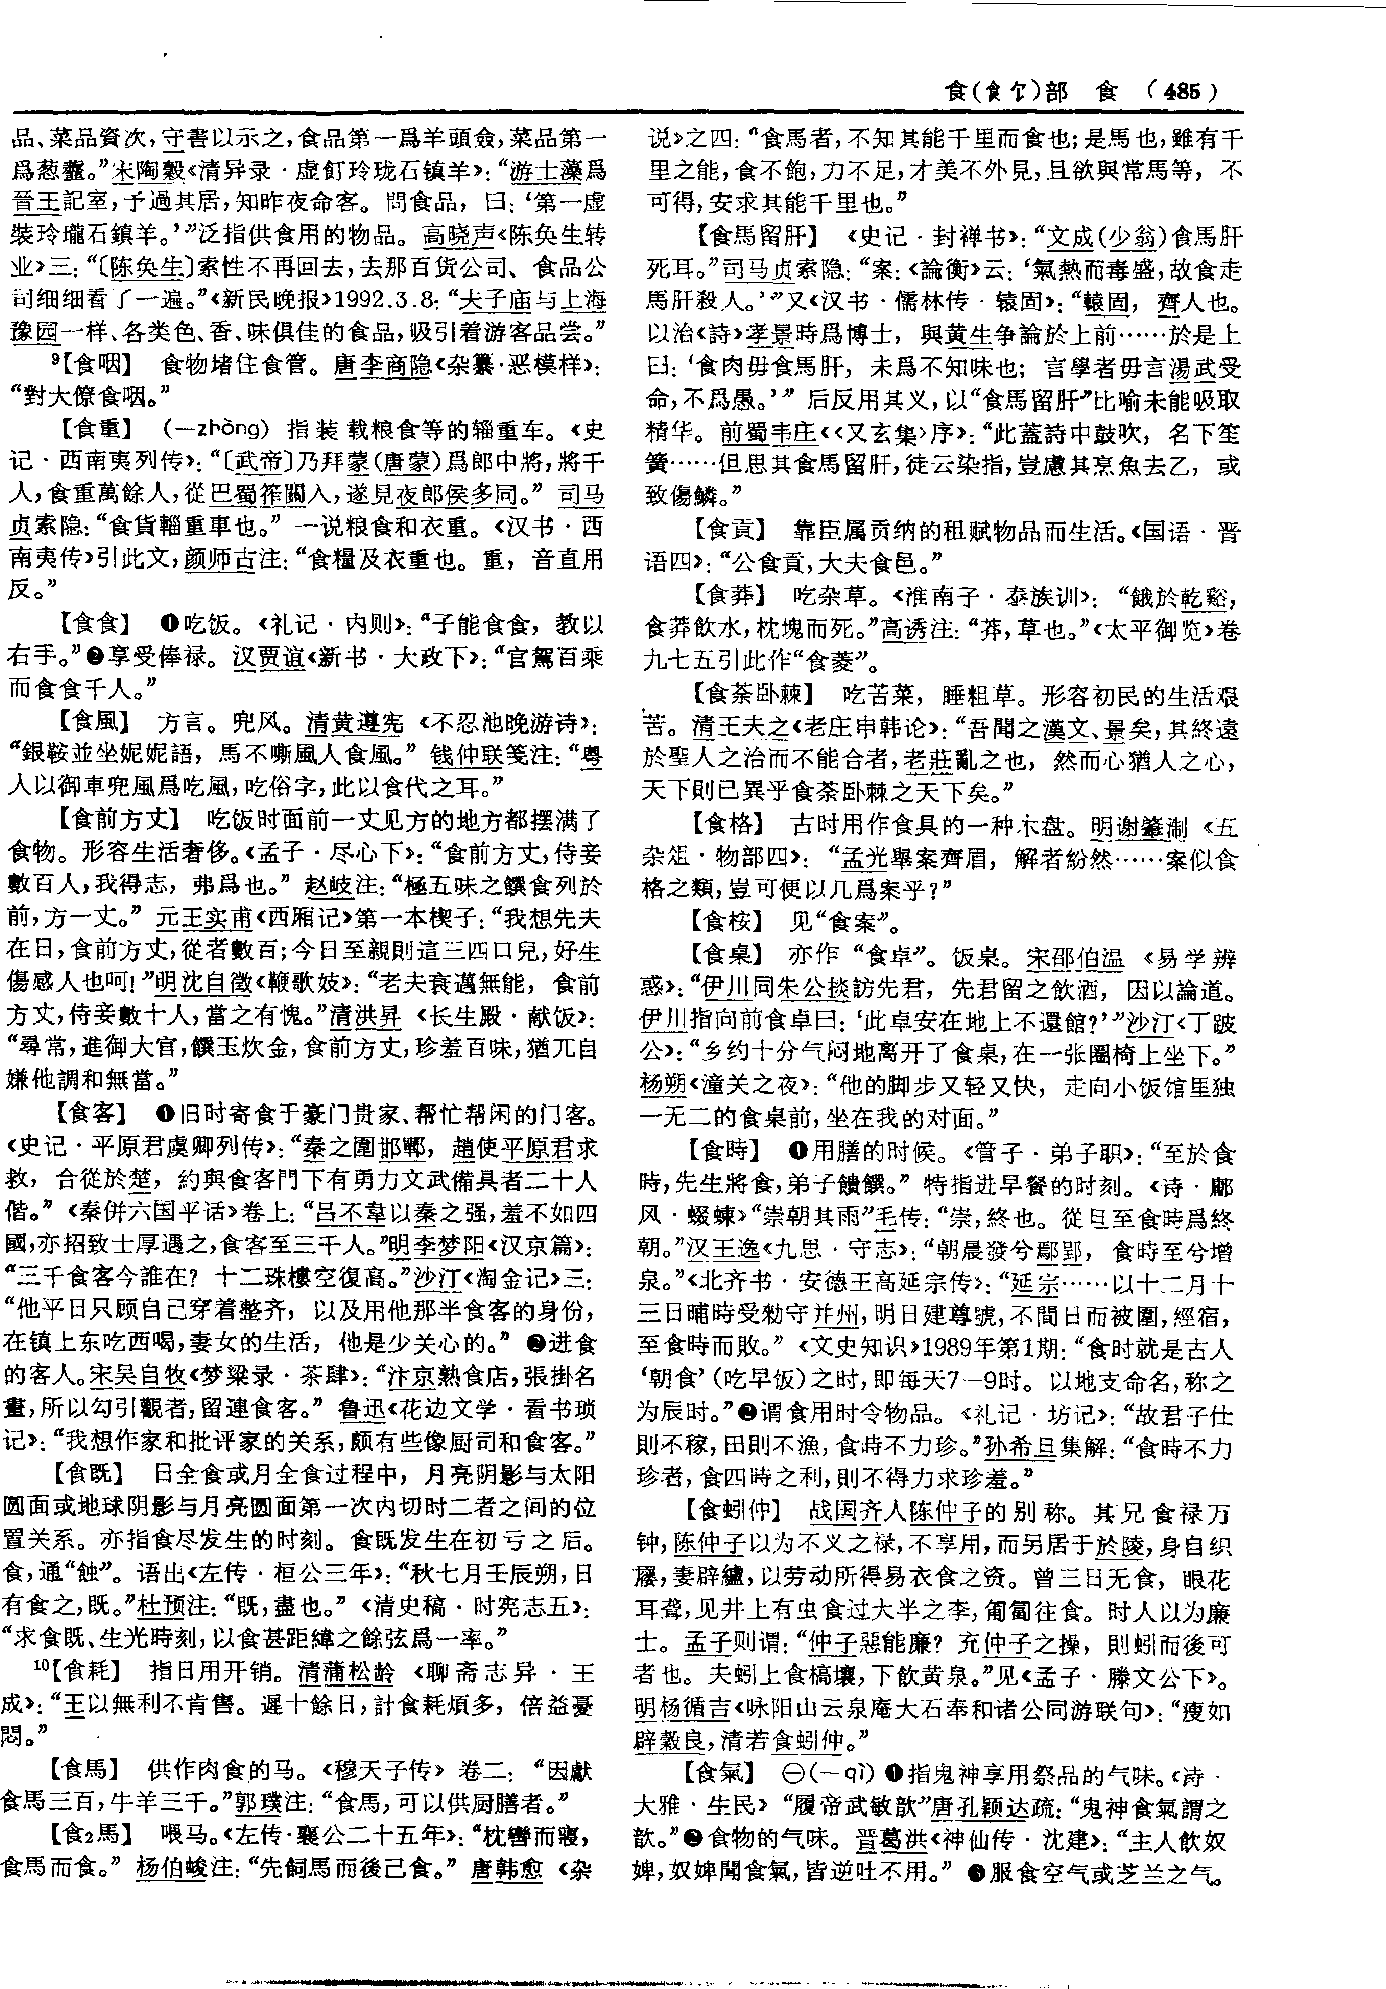 食(飠饣)部 食 (485)
品、菜品資次,守書以示之,食品第一爲羊頭僉,菜品第一
爲葱虀。”宋陶穀《清异录·虚飣玲珑石镇羊》:“游士藻爲
晉王記室,予過其居,知昨夜命客。問食品,曰:‘第一虚
裝玲瓏石鎮羊。’”泛指供食用的物品。高晓声《陈奂生转
业》三:“〔陈奂生〕索性不再回去,去那百货公司、食品公
司细细看了一遍。”《新民晚报》1992.3.8:“夫子庙与上海
豫园一样、各类色、香、味俱佳的食品,吸引着游客品尝。”
9【食咽】 食物堵住食管。唐李商隐《杂纂·恶模样》:
“對大僚食咽。”
【食重】 (—zhòng) 指装载粮食等的辎重车。《史
记·西南夷列传》:“〔武帝〕乃拜蒙(唐蒙)爲郎中將,將千
人,食重萬餘人,從巴蜀筰關入,遂見夜郎侯多同。” 司马
贞索隐:“食貨輜重車也。” 一说粮食和衣重。《汉书·西
南夷传》引此文,颜师古注:“食糧及衣重也。重,音直用
反。”
【食食】 ❶吃饭。《礼记·内则》:“子能食食,教以
右手。”❷享受俸禄。汉贾谊《新书·大政下》:“官駕百乘
而食食千人。”
【食風】 方言。兜风。清黄遵宪《不忍池晚游诗》:
“銀鞍並坐妮妮語,馬不嘶風人食風。” 钱仲联笺注:“粤
人以御車兜風爲吃風,吃俗字,此以食代之耳。”
【食前方丈】 吃饭时面前一丈见方的地方都摆满了
食物。形容生活奢侈。《孟子·尽心下》:“食前方丈,侍妾
數百人,我得志,弗爲也。” 赵岐注:“極五味之饌食列於
前,方一丈。” 元王实甫《西厢记》第一本楔子:“我想先夫
在日,食前方丈,從者數百;今日至親則這三四口兒,好生
傷感人也呵!”明沈自徵《鞭歌妓》:“老夫衰邁無能,食前
方丈,侍妾數十人,當之有愧。”清洪昇《长生殿·献饭》:
“尋常,進御大官,饌玉炊金,食前方丈,珍羞百味,猶兀自
嫌他調和無當。”
【食客】 ❶旧时寄食于豪门贵家、帮忙帮闲的门客。
《史记·平原君虞卿列传》:“秦之圍邯鄲,趙使平原君求
救,合從於楚,約與食客門下有勇力文武備具者二十人
偕。”《秦併六国平话》卷上:“吕不韋以秦之强,羞不如四
國,亦招致士厚遇之,食客至三千人。”明李梦阳《汉京篇》:
“三千食客今誰在?十二珠樓空復高。”沙汀《淘金记》三:
“他平日只顾自己穿着整齐,以及用他那半食客的身份,
在镇上东吃西喝,妻女的生活,他是少关心的。” ❷进食
的客人。宋吴自牧《梦粱录·茶肆》:“汴京熟食店,張掛名
畫,所以勾引觀者,留連食客。” 鲁迅《花边文学·看书琐
记》:“我想作家和批评家的关系,颇有些像厨司和食客。”
【食既】 日全食或月全食过程中,月亮阴影与太阳
圆面或地球阴影与月亮圆面第一次内切时二者之间的位
置关系。亦指食尽发生的时刻。食既发生在初亏之后。
食,通“蝕”。语出《左传·桓公三年》:“秋七月壬辰朔,日
有食之,既。”杜预注:“既,盡也。”《清史稿·时宪志五》:
“求食既、生光時刻,以食甚距緯之餘弦爲一率。”
10【食耗】 指日用开销。清蒲松龄《聊斋志异·王
成》:“王以無利不肯售。遲十餘日,計食耗煩多,倍益憂
悶。”
【食馬】 供作肉食的马。《穆天子传》卷二:“因獻
食馬三百,牛羊三千。”郭璞注:“食馬,可以供厨膳者。”
【食2馬】 喂马。《左传·襄公二十五年》:“枕轡而寢,
食馬而食。” 杨伯峻注:“先飼馬而後己食。” 唐韩愈《杂
说》之四:“食馬者,不知其能千里而食也;是馬也,雖有千
里之能,食不飽,力不足,才美不外見,且欲與常馬等,不
可得,安求其能千里也。”
【食馬留肝】 《史记·封禅书》:“文成(少翁)食馬肝
死耳。”司马贞索隐:“案:《論衡》云:‘氣熱而毒盛,故食走
馬肝殺人。’”又《汉书·儒林传·辕固》:“轅固,齊人也。
以治《詩》孝景時爲博士,與黄生争論於上前……於是上
曰:‘食肉毋食馬肝,未爲不知味也;言學者毋言湯武受
命,不爲愚。’” 后反用其义,以“食馬留肝”比喻未能吸取
精华。前蜀韦庄《〈又玄集〉序》:“此蓋詩中鼓吹,名下笙
簧……但思其食馬留肝,徒云染指,豈慮其烹魚去乙,或
致傷鱗。”
【食貢】 靠臣属贡纳的租赋物品而生活。《国语·晋
语四》:“公食貢,大夫食邑。”
【食莽】 吃杂草。《淮南子·泰族训》:“餓於乾谿,
食莽飲水,枕塊而死。”高诱注:“莽,草也。”《太平御览》卷
九七五引此作“食菱”。
【食荼卧棘】 吃苦菜,睡粗草。形容初民的生活艰
苦。清王夫之《老庄申韩论》:“吾聞之漢文、景矣,其終遠
於聖人之治而不能合者,老莊亂之也,然而心猶人之心,
天下則已異乎食荼卧棘之天下矣。”
【食格】 古时用作食具的一种木盘。明谢肇淛《五
杂俎·物部四》:“孟光舉案齊眉,解者紛然……案似食
格之類,豈可便以几爲案乎?”
【食桉】 见“食案”。
【食桌】 亦作“食卓”。饭桌。宋邵伯温《易学辨
惑》:“伊川同朱公掞訪先君,先君留之飲酒,因以論道。
伊川指向前食卓曰:‘此卓安在地上不還館?’”沙汀《丁跛
公》:“乡约十分气闷地离开了食桌,在一张圈椅上坐下。”
杨朔《潼关之夜》:“他的脚步又轻又快,走向小饭馆里独
一无二的食桌前,坐在我的对面。”
【食時】 ❶用膳的时候。《管子·弟子职》:“至於食
時,先生將食,弟子饋饌。” 特指进早餐的时刻。《诗·鄘
风·蝃蝀》“崇朝其雨”毛传:“崇,終也。從旦至食時爲終
朝。”汉王逸《九思·守志》:“朝晨發兮鄢郢,食時至兮增
泉。”《北齐书·安德王高延宗传》:“延宗……以十二月十
三日晡時受勑守并州,明日建尊號,不間日而被圍,經宿,
至食時而敗。”《文史知识》1989年第1期:“食时就是古人
‘朝食’(吃早饭)之时,即每天7—9时。以地支命名,称之
为辰时。”❷谓食用时令物品。《礼记·坊记》:“故君子仕
則不稼,田則不漁,食時不力珍。”孙希旦集解:“食時不力
珍者,食四時之利,則不得力求珍羞。”
【食蚓仲】 战国齐人陈仲子的别称。其兄食禄万
钟,陈仲子以为不义之禄,不享用,而另居于於陵,身自织
屦,妻辟纑,以劳动所得易衣食之资。曾三日无食,眼花
耳聋,见井上有虫食过大半之李,匍匐往食。时人以为廉
士。孟子则谓:“仲子惡能廉?充仲子之操,則蚓而後可
者也。夫蚓上食槁壤,下飲黄泉。”见《孟子·滕文公下》。
明杨循吉《咏阳山云泉庵大石奉和诸公同游联句》:“瘦如
辟穀良,清若食蚓仲。”
【食氣】 ㊀(—qì)❶指鬼神享用祭品的气味。《诗·
大雅·生民》“履帝武敏歆”唐孔颖达疏:“鬼神食氣謂之
歆。”❷食物的气味。晋葛洪《神仙传·沈建》:“主人飲奴
婢,奴婢聞食氣,皆逆吐不用。” ❸服食空气或芝兰之气。